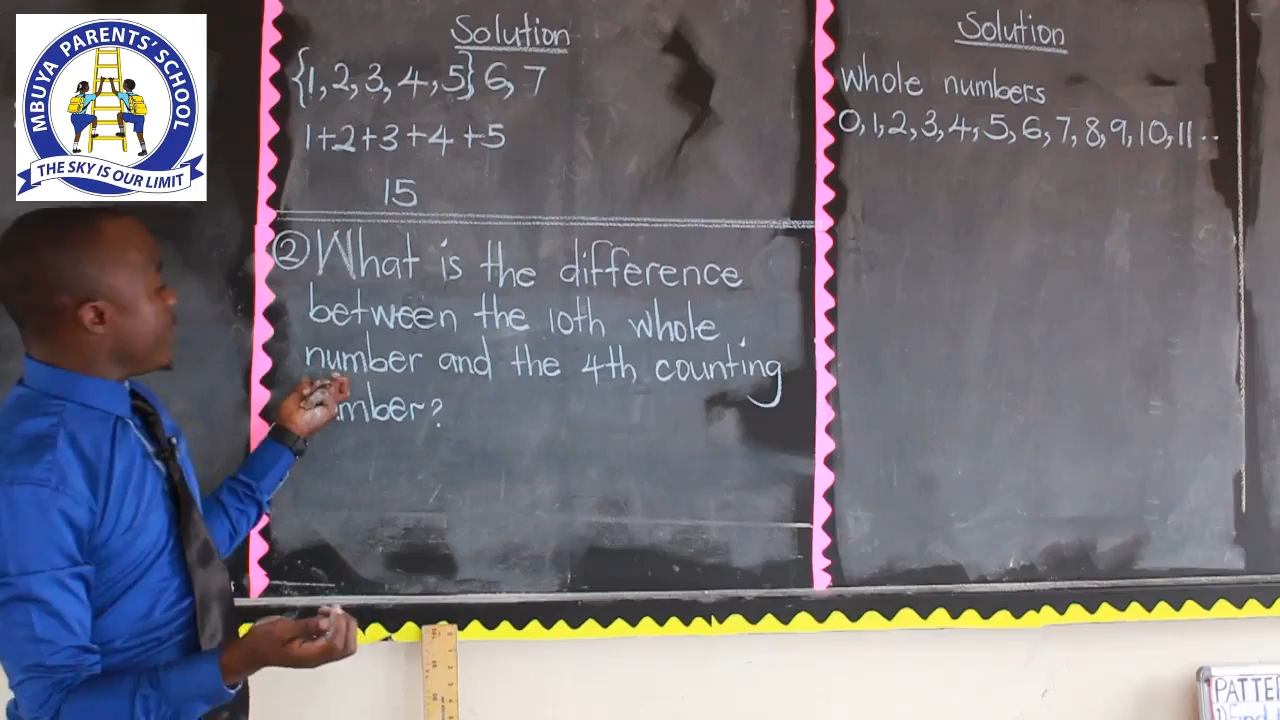 MBUYA PARENTS' SCHOOL
THE SKY IS OUR LIMIT
Solution
{1,2,3,4,5} 6,7
1+2+3+4+5
15
② What is the difference
between the 10th whole
number and the 4th counting
mber?
Solution
Whole numbers
0,1,2,3,4,5,6,7,8,9,10,11..
PATTE